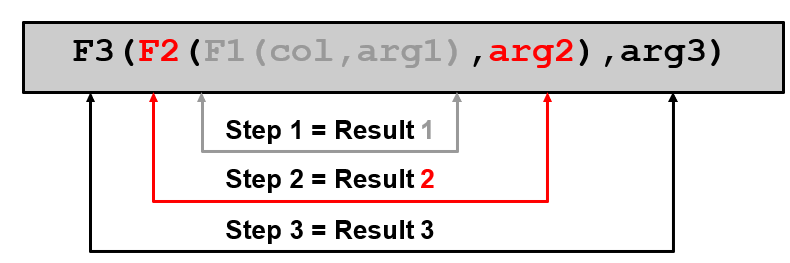 F3(F2(F1(col,arg1),arg2),arg3)
Step 1 = Result 1
Step 2 = Result 2
Step 3 = Result 3